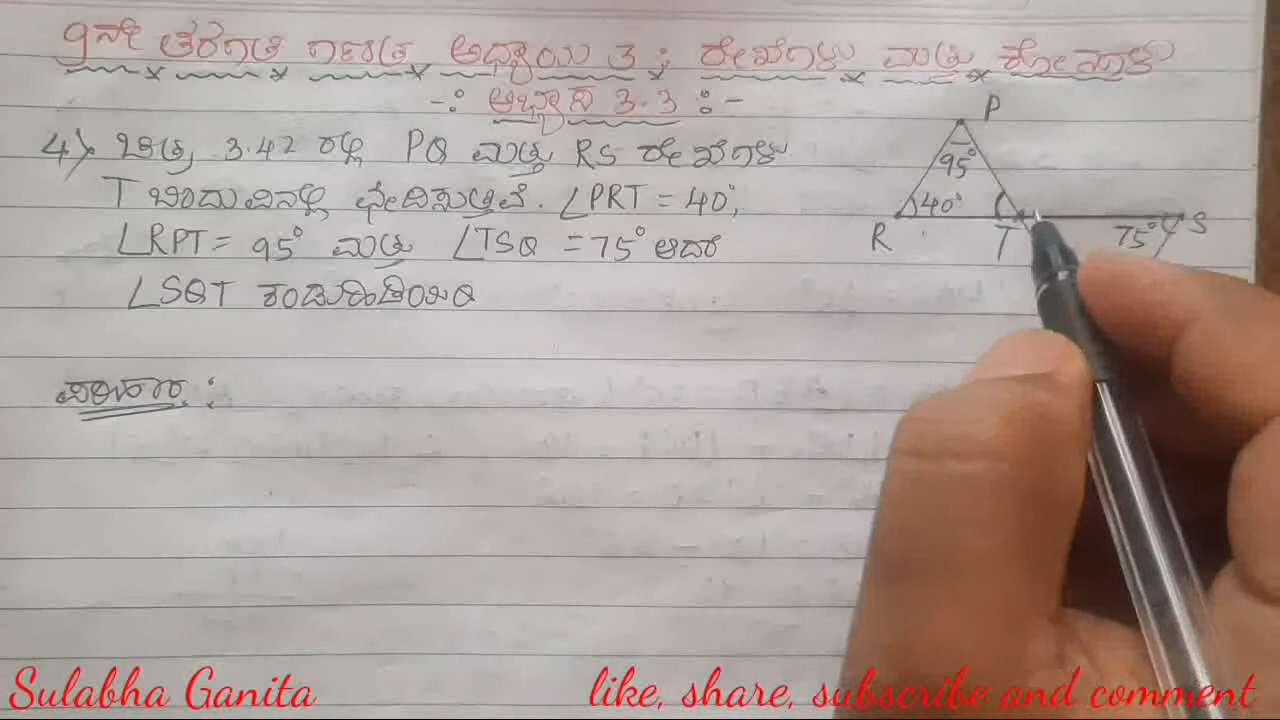 9ನೇ ತರಗತಿ ಗಣಿತ ಅಧ್ಯಾಯ 3 : ರೇಖೆಗಳು ಮತ್ತು ಕೋನಗಳು
-: ಅಭ್ಯಾಸ 3.3 :-
4) ಚಿತ್ರ 3.42 ರಲ್ಲಿ PQ ಮತ್ತು RS ರೇಖೆಗಳು
T ಬಿಂದುವಿನಲ್ಲಿ ಛೇದಿಸುತ್ತವೆ. ∠PRT = 40°,
∠RPT = 95° ಮತ್ತು ∠TSQ = 75° ಆದರೆ
∠SQT ಕಂಡುಹಿಡಿಯಿರಿ
ಪರಿಹಾರ :
P
95°
40°
R
T
75°
S
Sulabha Ganita
like, share, subscribe and comment